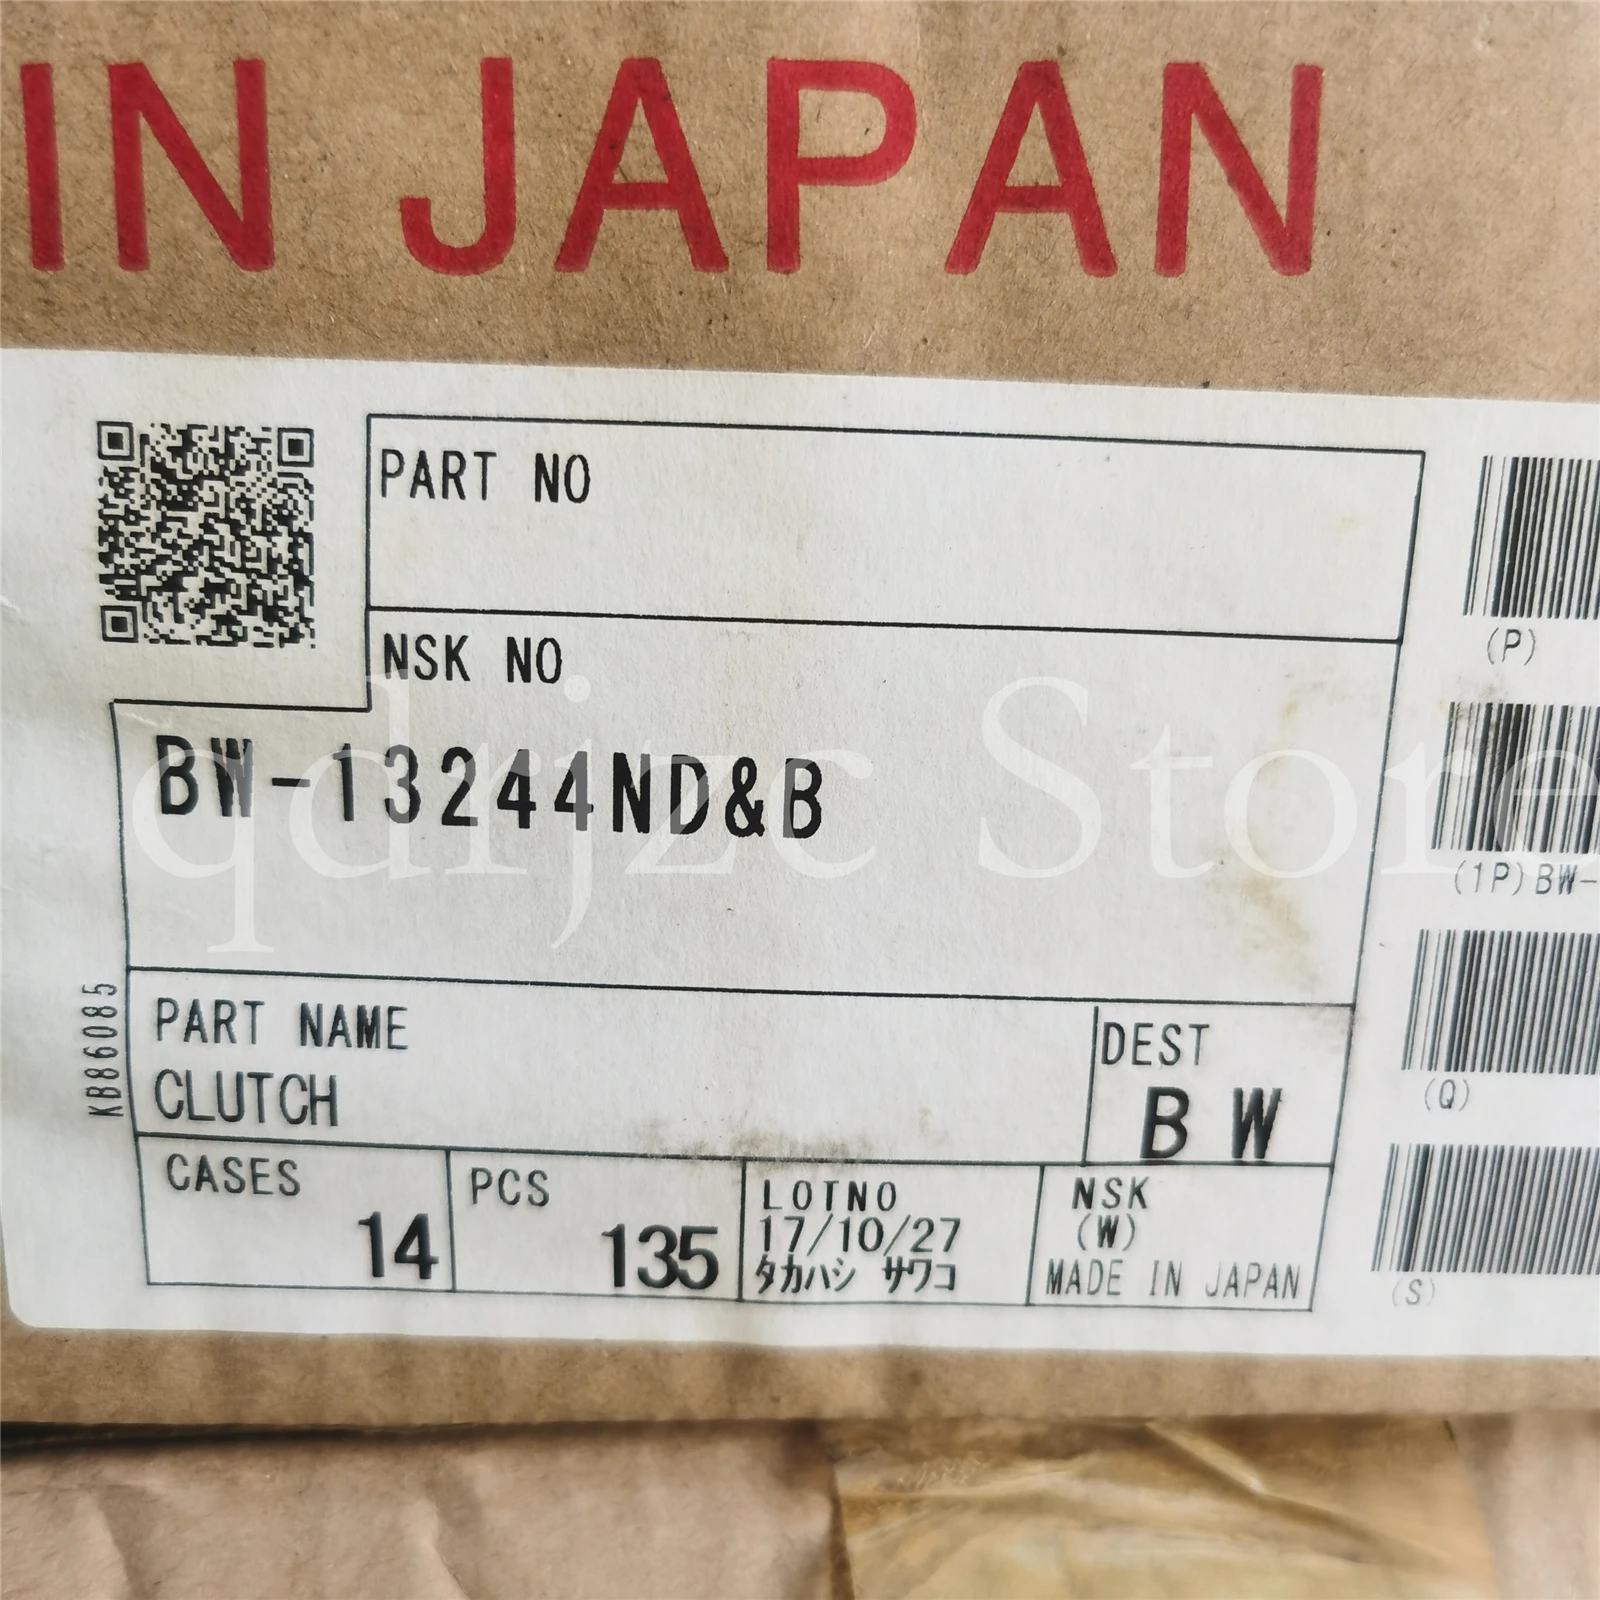 IN JAPAN
PART NO
NSK NO
BW-13244ND&B
qdrjzc Store
KB86085
PART NAME
CLUTCH
DEST
BW
CASES
14
PCS
135
LOTNO
17/10/27
タカハシ サワコ
NSK
(W)
MADE IN JAPAN
(P)
(1P)BW-
(Q)
(S)